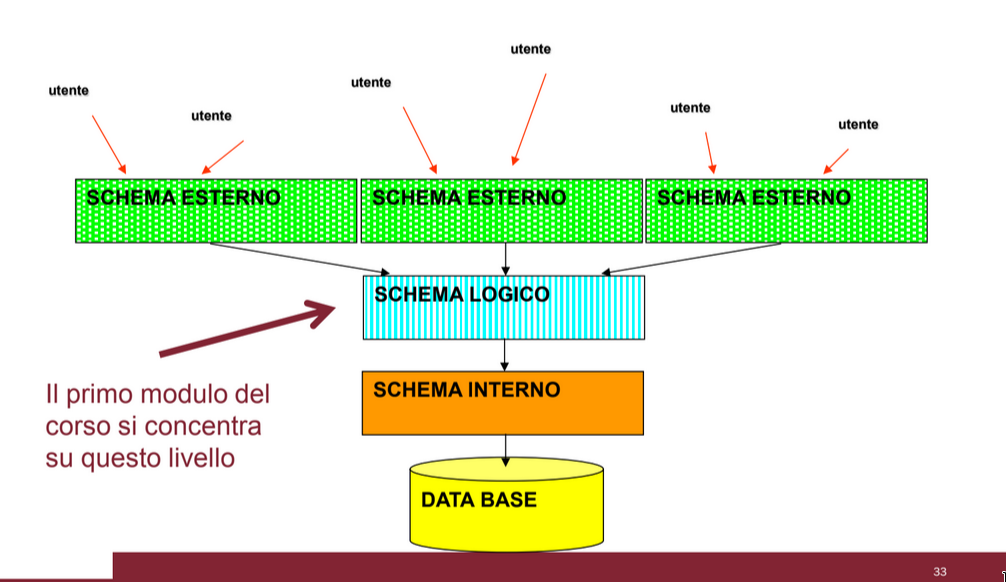 utente
utente
utente
utente
utente
utente
SCHEMA ESTERNO
SCHEMA ESTERNO
SCHEMA ESTERNO
SCHEMA LOGICO
Il primo modulo del
corso si concentra
su questo livello
SCHEMA INTERNO
DATA BASE
33